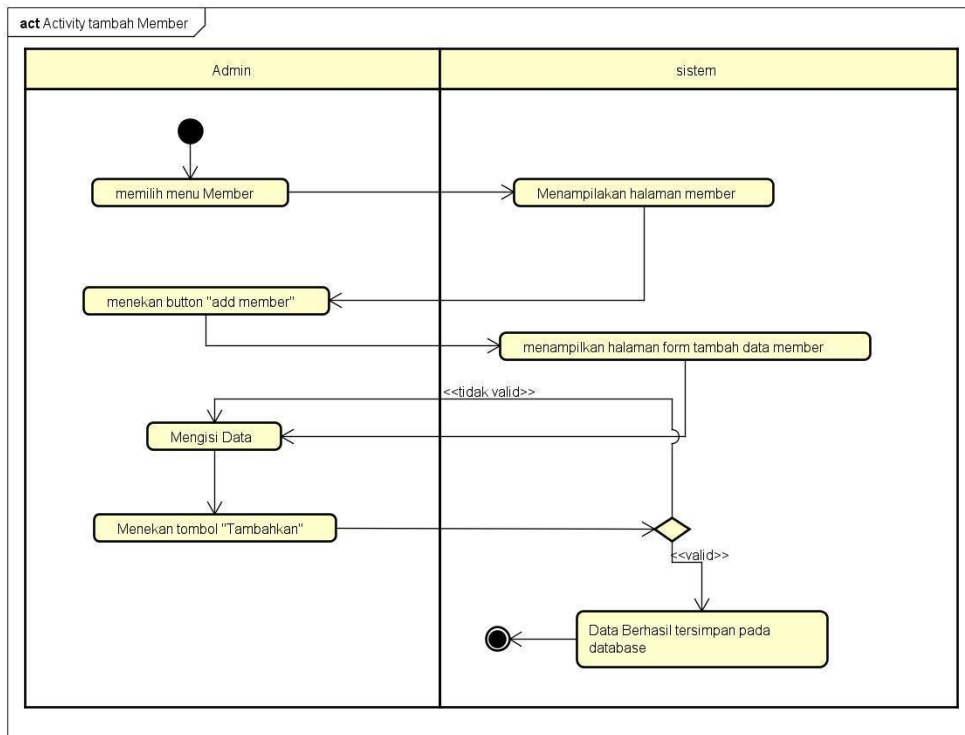 act Activity tambah Member
Admin
sistem
memilih menu Member
Menampilakan halaman member
menekan button "add member"
menampilkan halaman form tambah data member
<<tidak valid>>
Mengisi Data
Menekan tombol "Tambahkan"
<<valid>>
Data Berhasil tersimpan pada
database